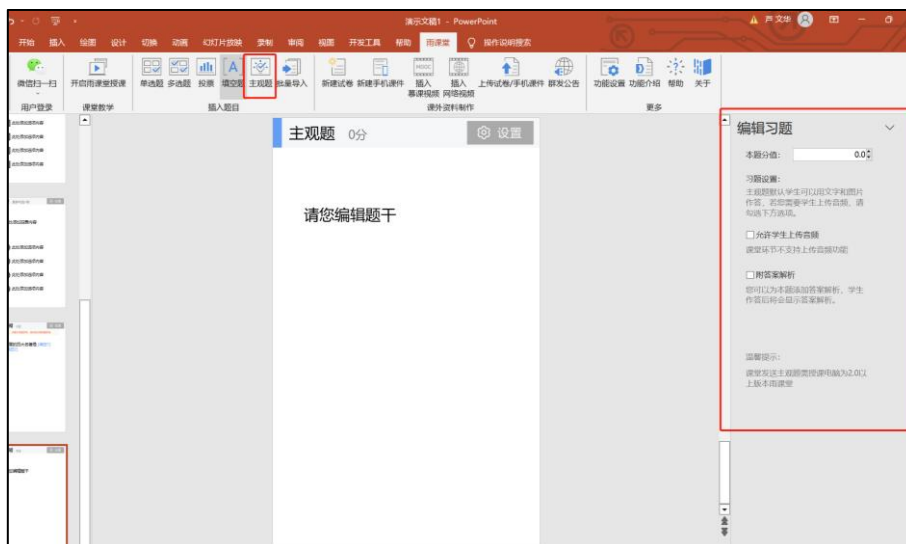 演示文稿1 - PowerPoint
严 文华
开始 插入 绘图 设计 切换 动画 幻灯片放映 录制 审阅 视图 开发工具 帮助 雨课堂 操作说明搜索
微信扫一扫 开启雨课堂授课 单选题 多选题 投票 填空题 主观题 批量导入 新建试卷 新建手机课件 插入 插入 上传试卷/手机课件 群发公告 功能设置 功能介绍 帮助 关于
慕课视频 网络视频
用户登录 课堂教学 插入题目 课外资料制作 更多
主观题 0分 设置
请您编辑题干
编辑习题
本题分值: 0.0
习题设置:
主观题默认学生可以用文字和图片
作答，若您需要学生上传音频，请
勾选下方选项。
允许学生上传音频
课堂环节不支持上传音频功能
附答案解析
您可以为本题添加答案解析，学生
作答后将会显示答案解析。
温馨提示:
课堂发送主观题需授课电脑为2.0以
上版本雨课堂